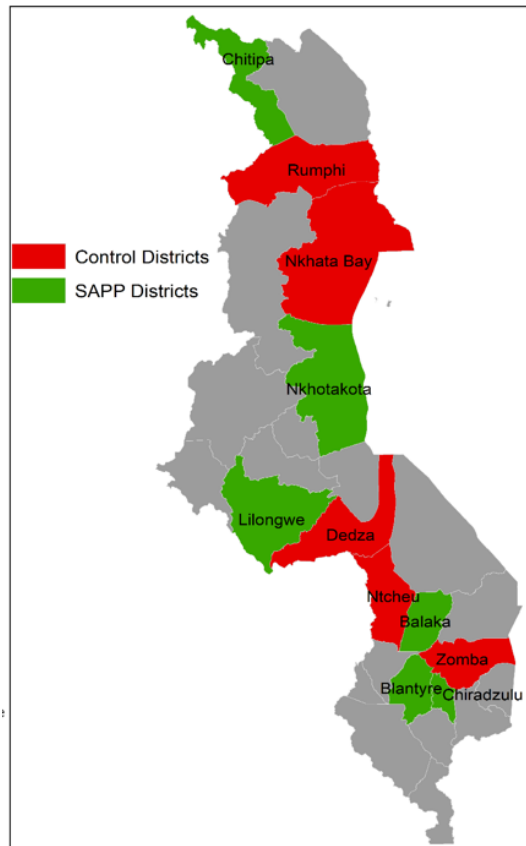 Chitipa
Rumphi
Control Districts
Nkhata Bay
SAPP Districts
Nkhotakota
Lilongwe
Dedza
Ntcheu
Balaka
Zomba
Blantyre
Chiradzulu